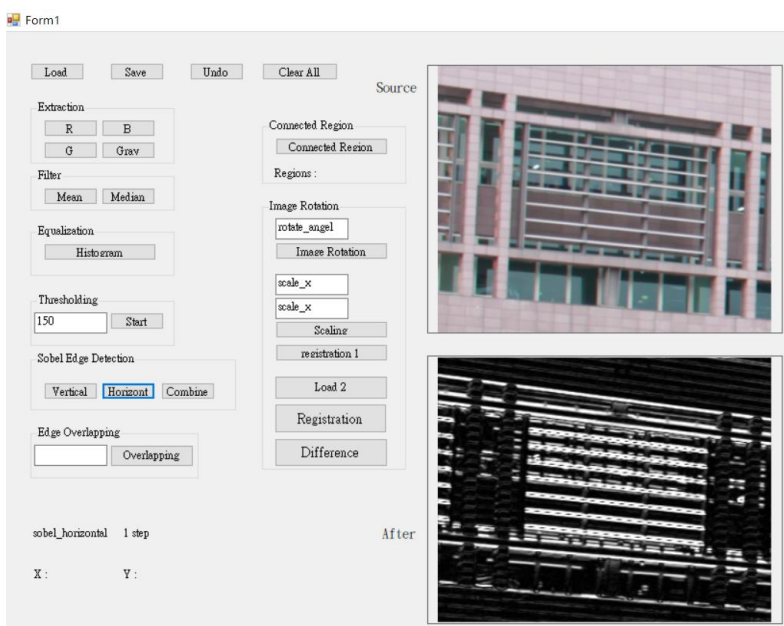 Form1
Load Save Undo Clear All
Source
Extraction
R B
G Gray
Filter
Mean Median
Equalization
Histogram
Thresholding
150 Start
Sobel Edge Detection
Vertical Horizont Combine
Edge Overlapping
Overlapping
sobel_horizontal 1 step
X : Y :
Connected Region
Connected Region
Regions :
Image Rotation
rotate_angel
Image Rotation
scale_x
scale_x
Scaling
registration 1
Load 2
Registration
Difference
After